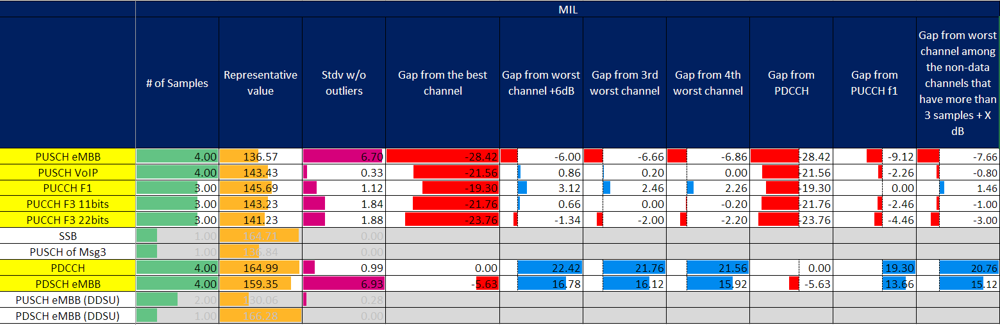 MIL
# of Samples Representative value Stdv w/o outliers Gap from the best channel Gap from worst channel +6dB Gap from 3rd worst channel Gap from 4th worst channel Gap from PDCCH Gap from PUCCH f1 Gap from worst channel among the non-data channels that have more than 3 samples + X dB
PUSCH eMBB 4.00 136.57 6.70 -28.42 -6.00 -6.66 -6.86 -28.42 -9.12 -7.66
PUSCH VoIP 4.00 143.43 0.33 -21.56 0.86 0.20 0.00 -21.56 -2.26 -0.80
PUCCH F1 3.00 145.69 1.12 -19.30 3.12 2.46 2.26 -19.30 0.00 1.46
PUCCH F3 11bits 3.00 143.23 1.84 -21.76 0.66 0.00 -0.20 -21.76 -2.46 -1.00
PUCCH F3 22bits 3.00 141.23 1.88 -23.76 -1.34 -2.00 -2.20 -23.76 -4.46 -3.00
SSB 1.00 164.71 0.00
PUSCH of Msg3 1.00 136.84 0.00
PDCCH 4.00 164.99 0.99 0.00 22.42 21.76 21.56 0.00 19.30 20.76
PDSCH eMBB 4.00 159.35 6.93 -5.63 16.78 16.12 15.92 -5.63 13.66 15.12
PUSCH eMBB (DDSU) 2.00 130.06 0.28
PDSCH eMBB (DDSU) 1.00 166.28 0.00